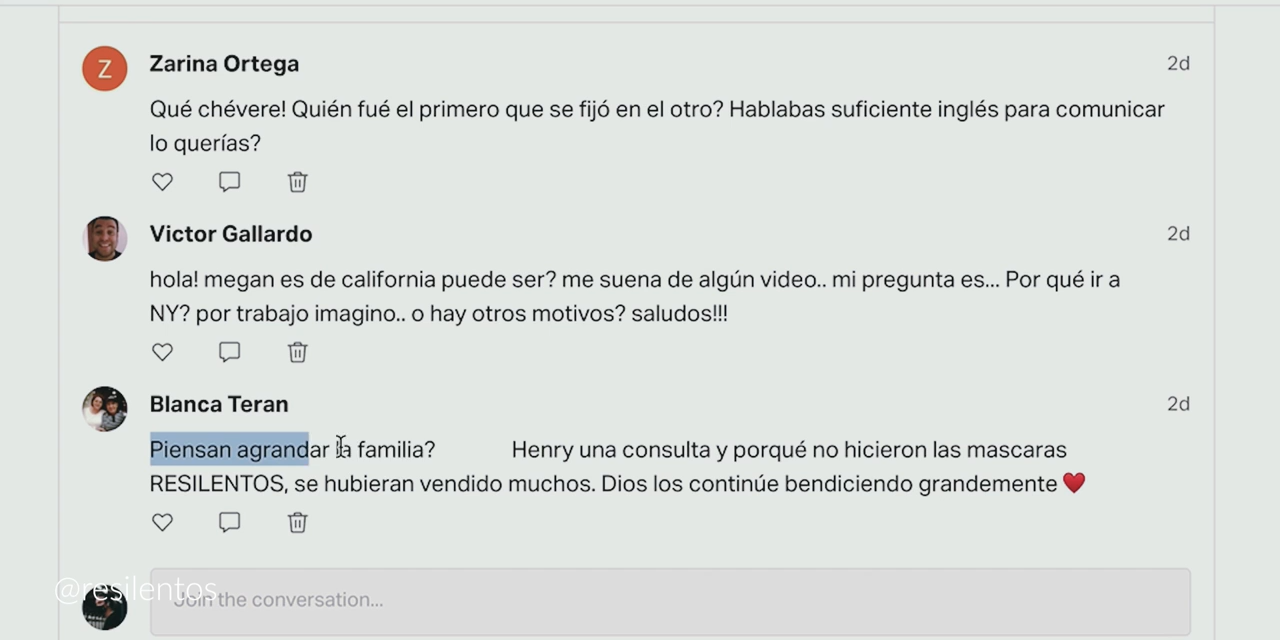 Z
Zarina Ortega
2d
Qué chévere! Quién fué el primero que se fijó en el otro? Hablabas suficiente inglés para comunicar
lo querías?
Victor Gallardo
2d
hola! megan es de california puede ser? me suena de algún video.. mi pregunta es... Por qué ir a
NY? por trabajo imagino.. o hay otros motivos? saludos!!!
Blanca Teran
2d
Piensan agrandar la familia? Henry una consulta y porqué no hicieron las mascaras
RESILENTOS, se hubieran vendido muchos. Dios los continúe bendiciendo grandemente ♥
@resilentos
Join the conversation...